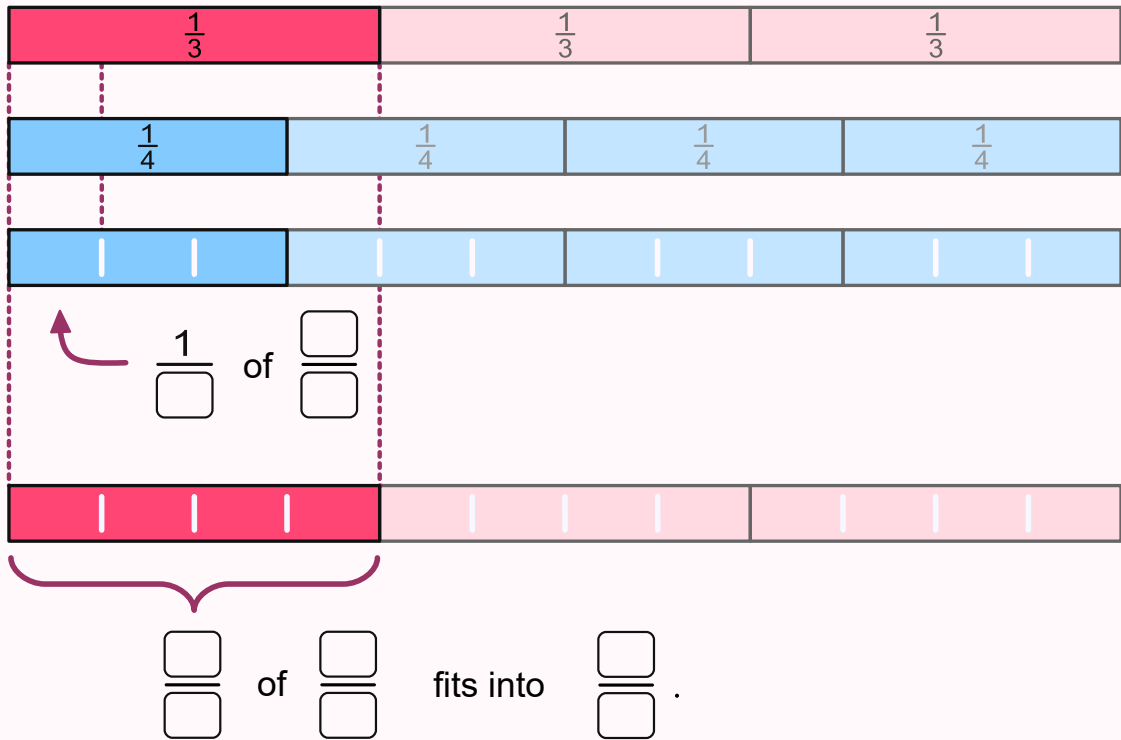 1/3 1/3 1/3
1/4 1/4 1/4 1/4
1/□ of □/□
□/□ of □/□ fits into □/□ .